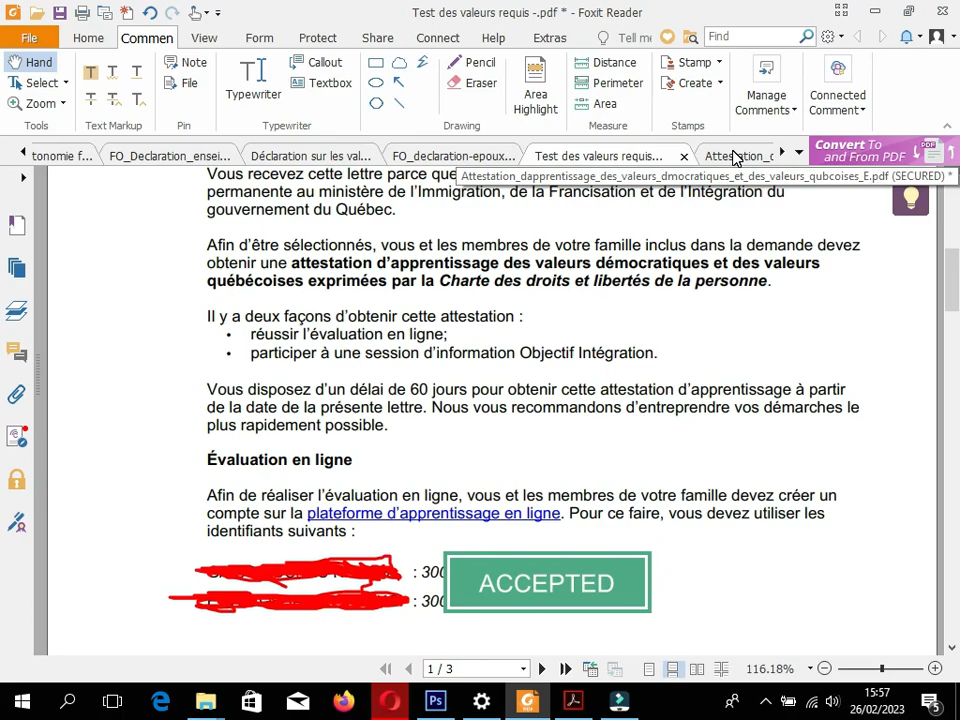 Test des valeurs requis -.pdf * - Foxit Reader
File
Home
Commen
View
Form
Protect
Share
Connect
Help
Extras
Tell me
Find
Hand
Select
Zoom
Tools
Text Markup
Note
File
Pin
Typewriter
Callout
Textbox
Typewriter
Pencil
Eraser
Drawing
Area
Highlight
Distance
Perimeter
Area
Measure
Stamp
Create
Stamps
Manage
Comments
Connected
Comment
tonomie f...
FO_Declaration_ensei...
Déclaration sur les val...
FO_declaration-epoux...
Test des valeurs requis...
Convert To
and From PDF
PDF
Attestation_dapprentissage_des_valeurs_dmocratiques_et_des_valeurs_qubcoises_E.pdf (SECURED) *
Vous recevez cette lettre parce que
permanente au ministère de l'Immigration, de la Francisation et de l'Intégration du
gouvernement du Québec.
Afin d'être sélectionnés, vous et les membres de votre famille inclus dans la demande devez
obtenir une attestation d'apprentissage des valeurs démocratiques et des valeurs
québécoises exprimées par la Charte des droits et libertés de la personne.
Il y a deux façons d'obtenir cette attestation :
• réussir l'évaluation en ligne;
• participer à une session d'information Objectif Intégration.
Vous disposez d'un délai de 60 jours pour obtenir cette attestation d'apprentissage à partir
de la date de la présente lettre. Nous vous recommandons d'entreprendre vos démarches le
plus rapidement possible.
Évaluation en ligne
Afin de réaliser l'évaluation en ligne, vous et les membres de votre famille devez créer un
compte sur la plateforme d'apprentissage en ligne. Pour ce faire, vous devez utiliser les
identifiants suivants :
: 300
: 300
ACCEPTED
1 / 3
116.18%
Ps
15:57
26/02/2023
5